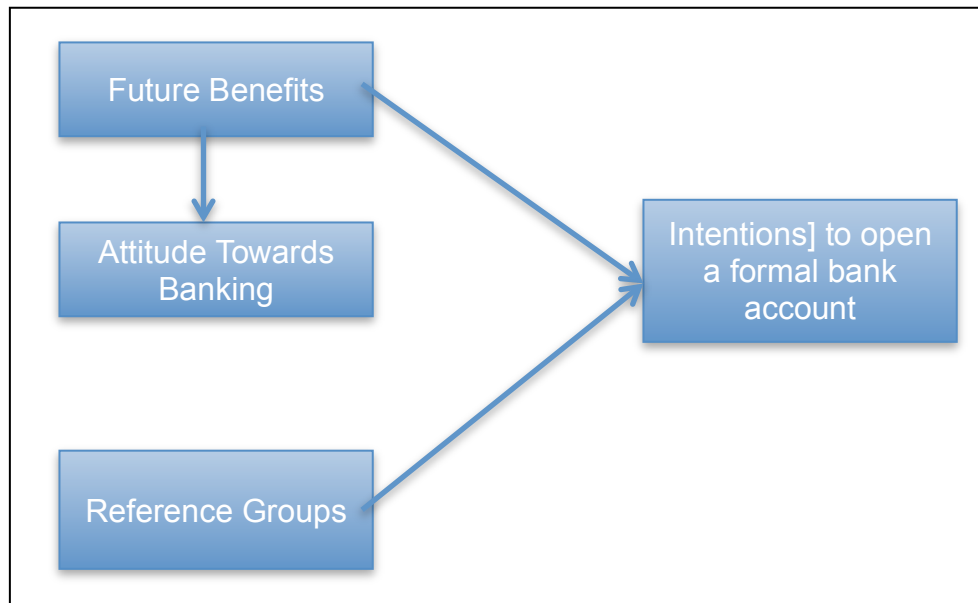 Future Benefits
Attitude Towards
Banking
Intentions] to open
a formal bank
account
Reference Groups